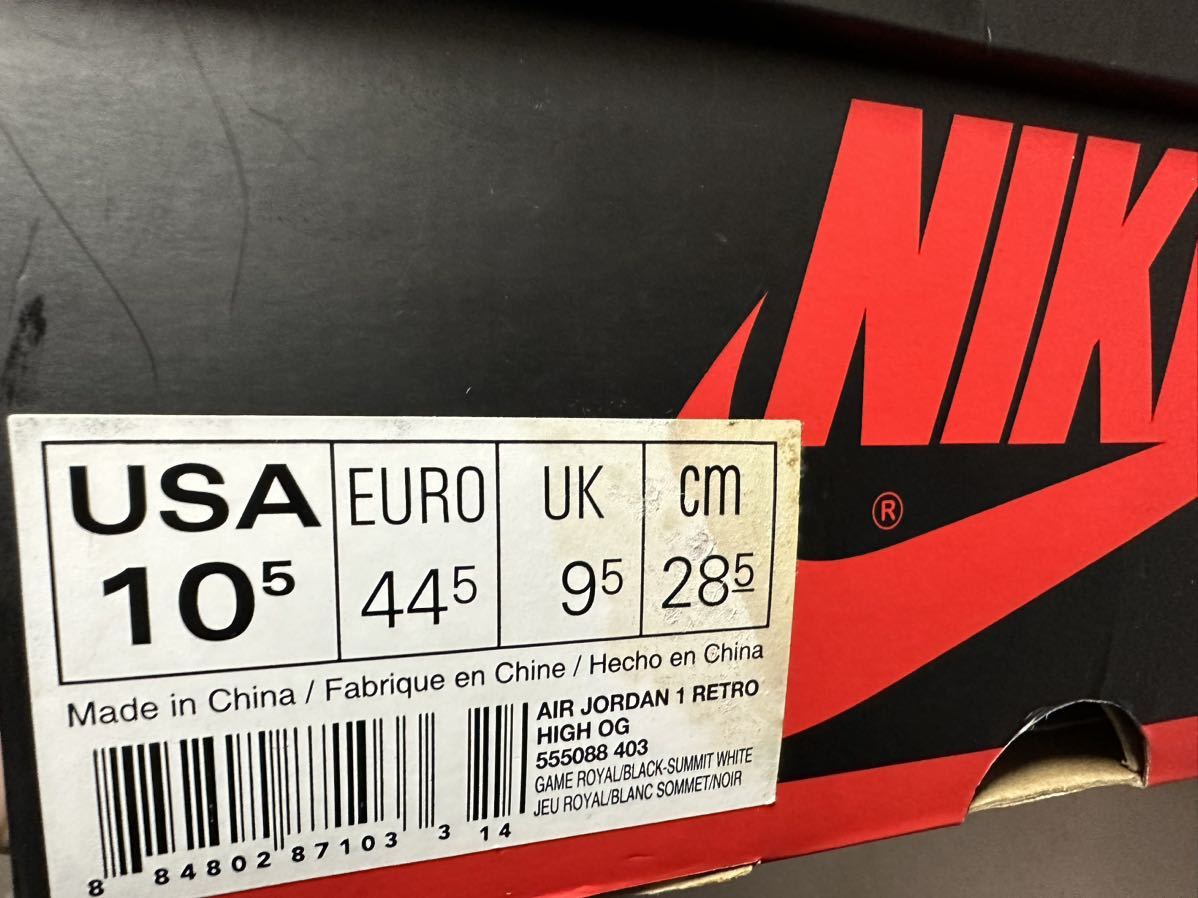 NIK
®
USA EURO UK cm
10⁵ 44⁵ 9⁵ 28⁵
Made in China / Fabrique en Chine / Hecho en China
AIR JORDAN 1 RETRO
HIGH OG
555088 403
GAME ROYAL/BLACK-SUMMIT WHITE
JEU ROYAL/BLANC SOMMET/NOIR
8 84802 87103 3 14